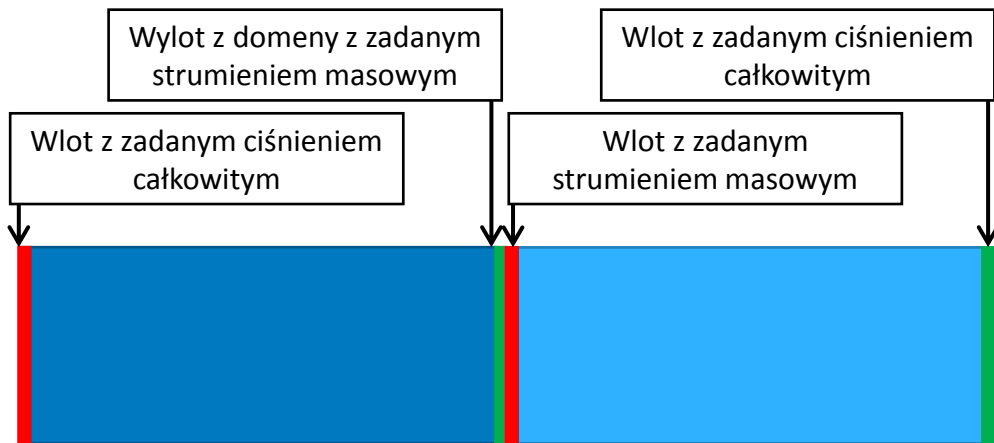 Wylot z domeny z zadanym
strumieniem masowym
Wlot z zadanym ciśnieniem
całkowitym
Wlot z zadanym ciśnieniem
całkowitym
Wlot z zadanym
strumieniem masowym